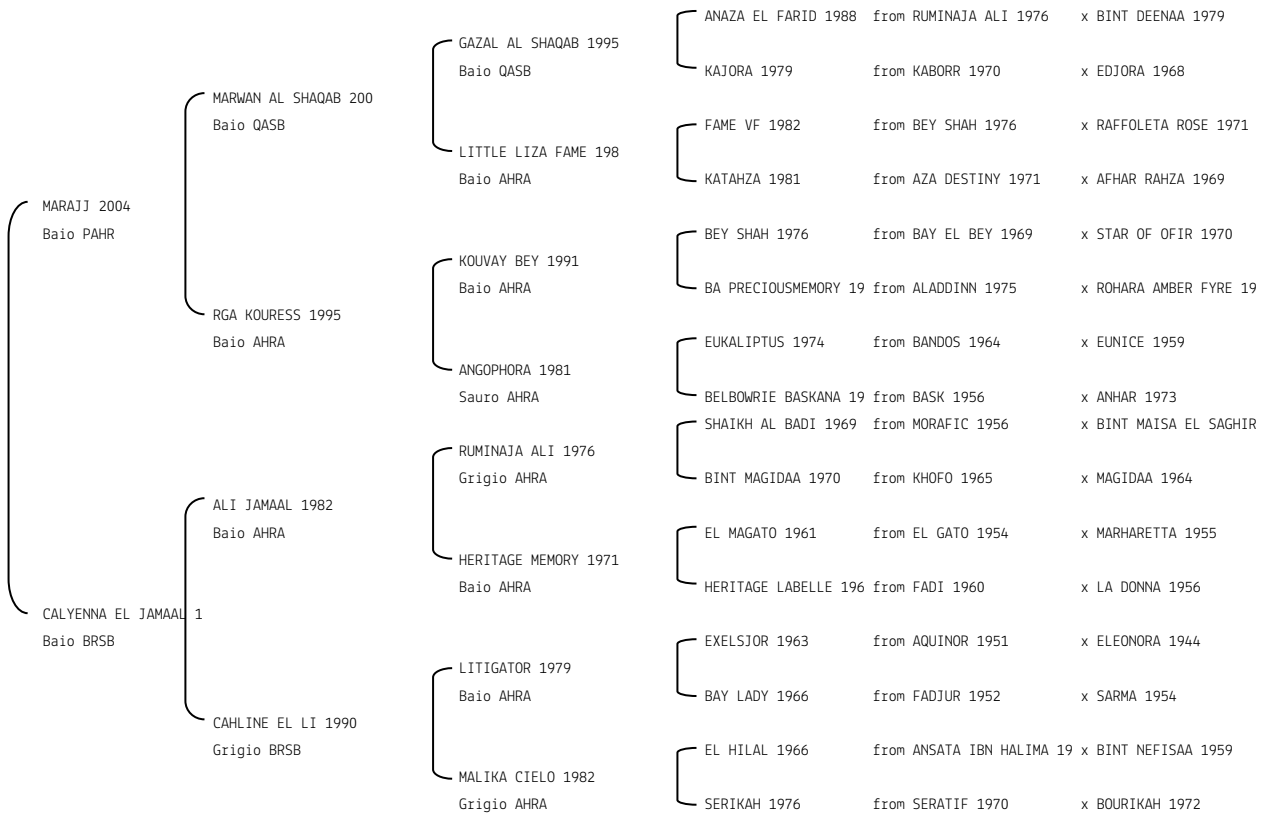 ANAZA EL FARID 1988 from RUMINAJA ALI 1976 x BINT DEENAA 1979
GAZAL AL SHAQAB 1995
Baio QASB
KAJORA 1979 from KABORR 1970 x EDJORA 1968
MARWAN AL SHAQAB 200
Baio QASB
FAME VF 1982 from BEY SHAH 1976 x RAFFOLETA ROSE 1971
LITTLE LIZA FAME 198
Baio AHRA
KATAHZA 1981 from AZA DESTINY 1971 x AFHAR RAHZA 1969
MARAJJ 2004
Baio PAHR
BEY SHAH 1976 from BAY EL BEY 1969 x STAR OF OFIR 1970
KOUVAY BEY 1991
Baio AHRA
BA PRECIOUSMEMORY 19 from ALADDINN 1975 x ROHARA AMBER FYRE 19
RGA KOURESS 1995
Baio AHRA
EUKALIPTUS 1974 from BANDOS 1964 x EUNICE 1959
ANGOPHORA 1981
Sauro AHRA
BELBOWRIE BASKANA 19 from BASK 1956 x ANHAR 1973
SHAIKH AL BADI 1969 from MORAFIC 1956 x BINT MAISA EL SAGHIR
RUMINAJA ALI 1976
Grigio AHRA
BINT MAGIDAA 1970 from KHOFO 1965 x MAGIDAA 1964
ALI JAMAAL 1982
Baio AHRA
EL MAGATO 1961 from EL GATO 1954 x MARHARETTA 1955
HERITAGE MEMORY 1971
Baio AHRA
HERITAGE LABELLE 196 from FADI 1960 x LA DONNA 1956
CALYENNA EL JAMAAL 1
Baio BRSB
EXELSJOR 1963 from AQUINOR 1951 x ELEONORA 1944
LITIGATOR 1979
Baio AHRA
BAY LADY 1966 from FADJUR 1952 x SARMA 1954
CAHLINE EL LI 1990
Grigio BRSB
EL HILAL 1966 from ANSATA IBN HALIMA 19 x BINT NEFISAA 1959
MALIKA CIELO 1982
Grigio AHRA
SERIKAH 1976 from SERATIF 1970 x BOURIKAH 1972